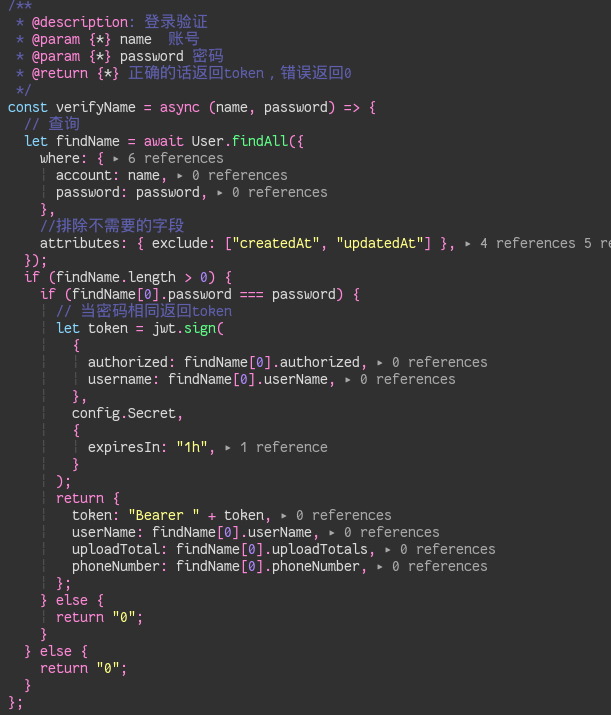 /**
 * @description: 登录验证
 * @param {*} name  账号
 * @param {*} password 密码
 * @return {*} 正确的话返回token，错误返回0
 */
const verifyName = async (name, password) => {
  // 查询
  let findName = await User.findAll({
    where: { ▸ 6 references
      account: name, ▸ 0 references
      password: password, ▸ 0 references
    },
    //排除不需要的字段
    attributes: { exclude: ["createdAt", "updatedAt"] }, ▸ 4 references 5 re
  });
  if (findName.length > 0) {
    if (findName[0].password === password) {
      // 当密码相同返回token
      let token = jwt.sign(
        {
          authorized: findName[0].authorized, ▸ 0 references
          username: findName[0].userName, ▸ 0 references
        },
        config.Secret,
        {
          expiresIn: "1h", ▸ 1 reference
        }
      );
      return {
        token: "Bearer " + token, ▸ 0 references
        userName: findName[0].userName, ▸ 0 references
        uploadTotal: findName[0].uploadTotals, ▸ 0 references
        phoneNumber: findName[0].phoneNumber, ▸ 0 references
      };
    } else {
      return "0";
    }
  } else {
    return "0";
  }
};